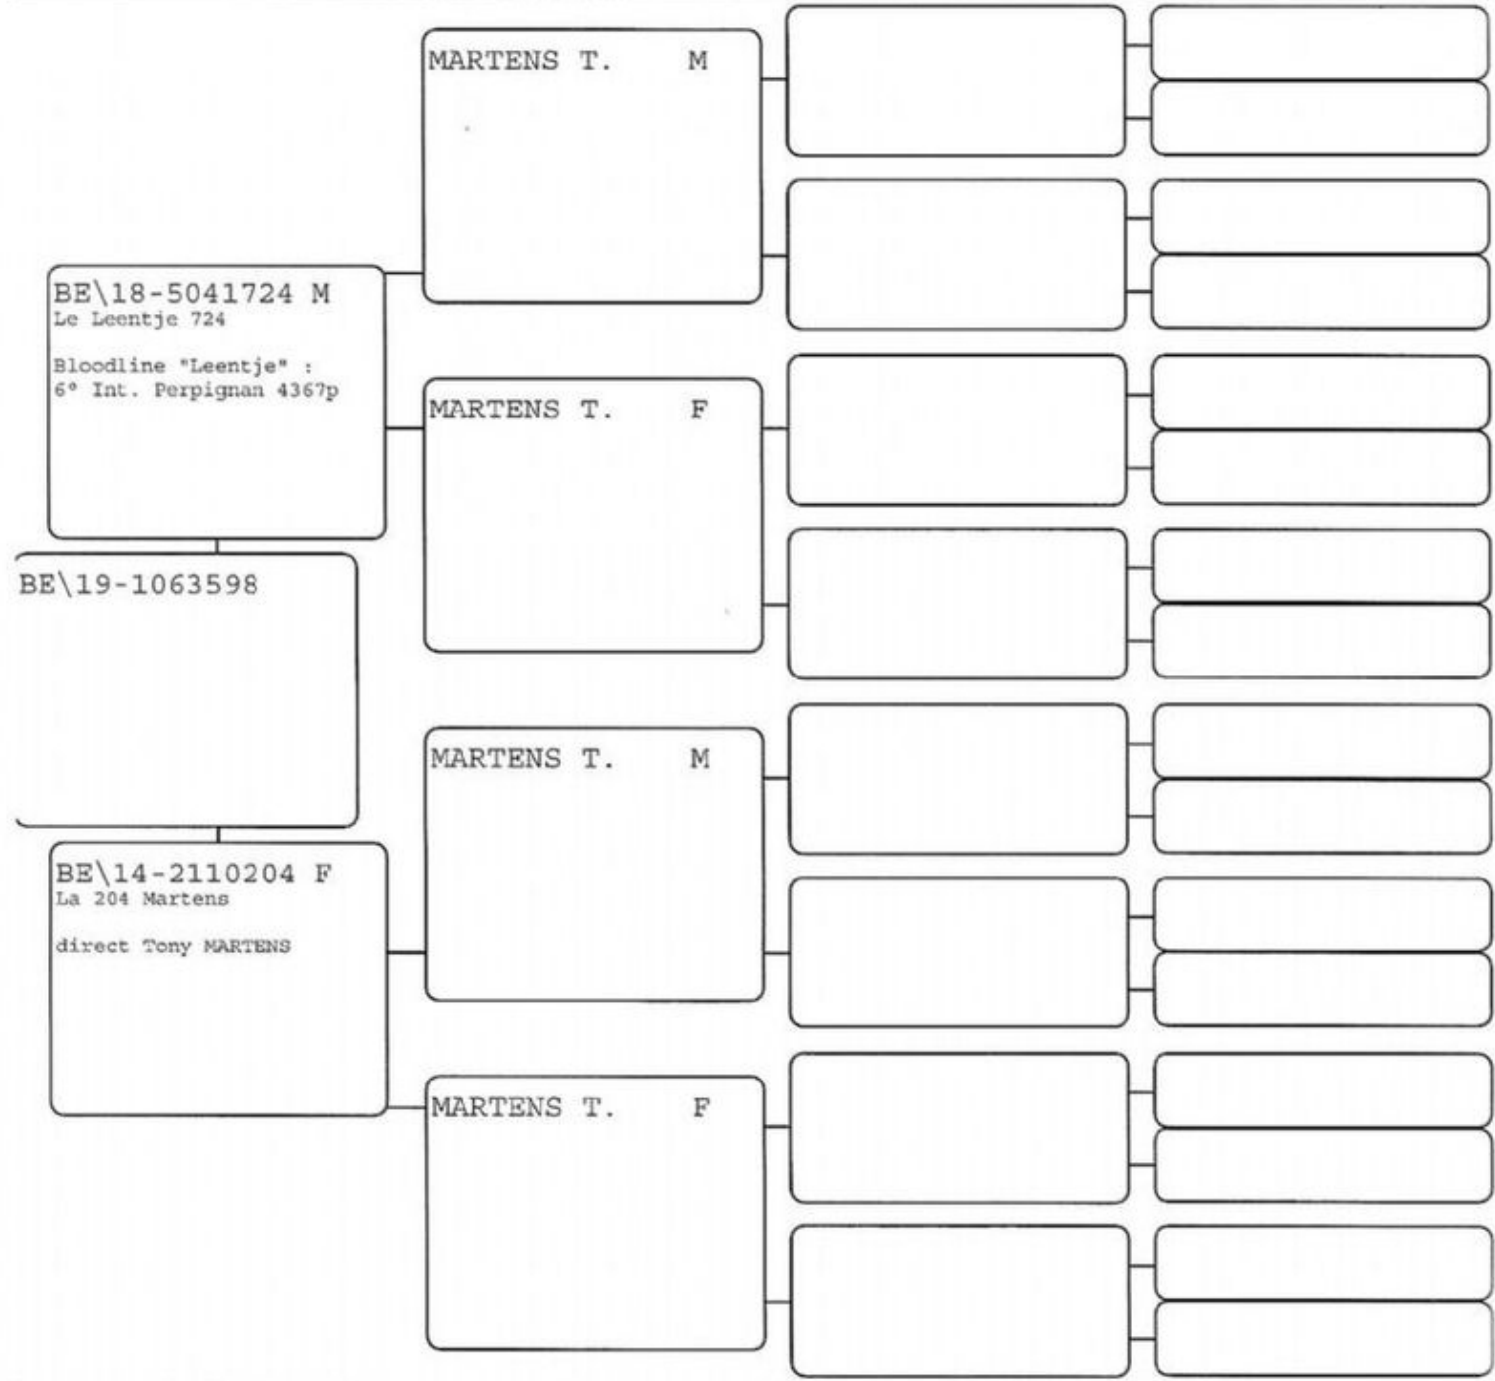 MARTENS T. M
BE\18-5041724 M
Le Leentje 724
Bloodline "Leentje" :
6° Int. Perpignan 4367p
MARTENS T. F
BE\19-1063598
MARTENS T. M
BE\14-2110204 F
La 204 Martens
direct Tony MARTENS
MARTENS T. F